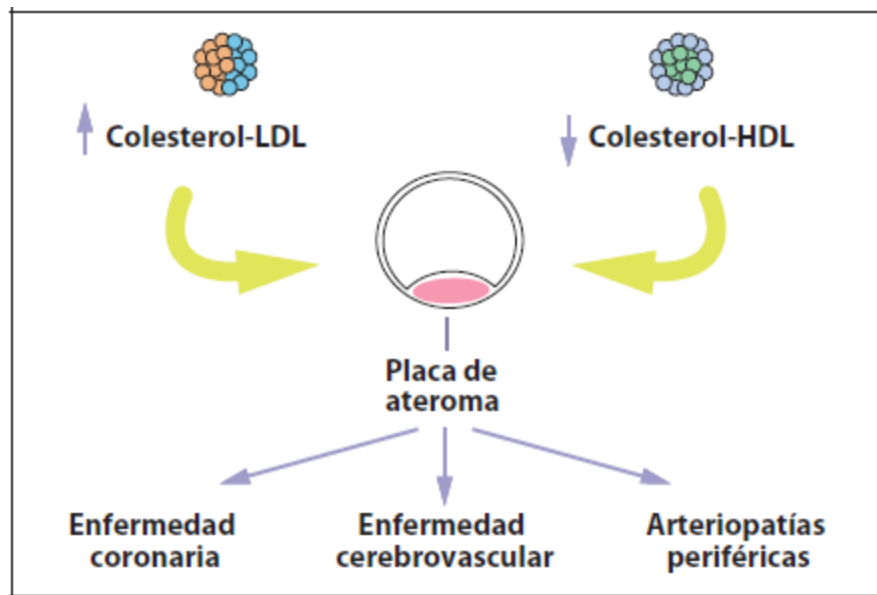 Colesterol-LDL
Colesterol-HDL
Placa de
ateroma
Enfermedad
coronaria
Enfermedad
cerebrovascular
Arteriopatías
periféricas